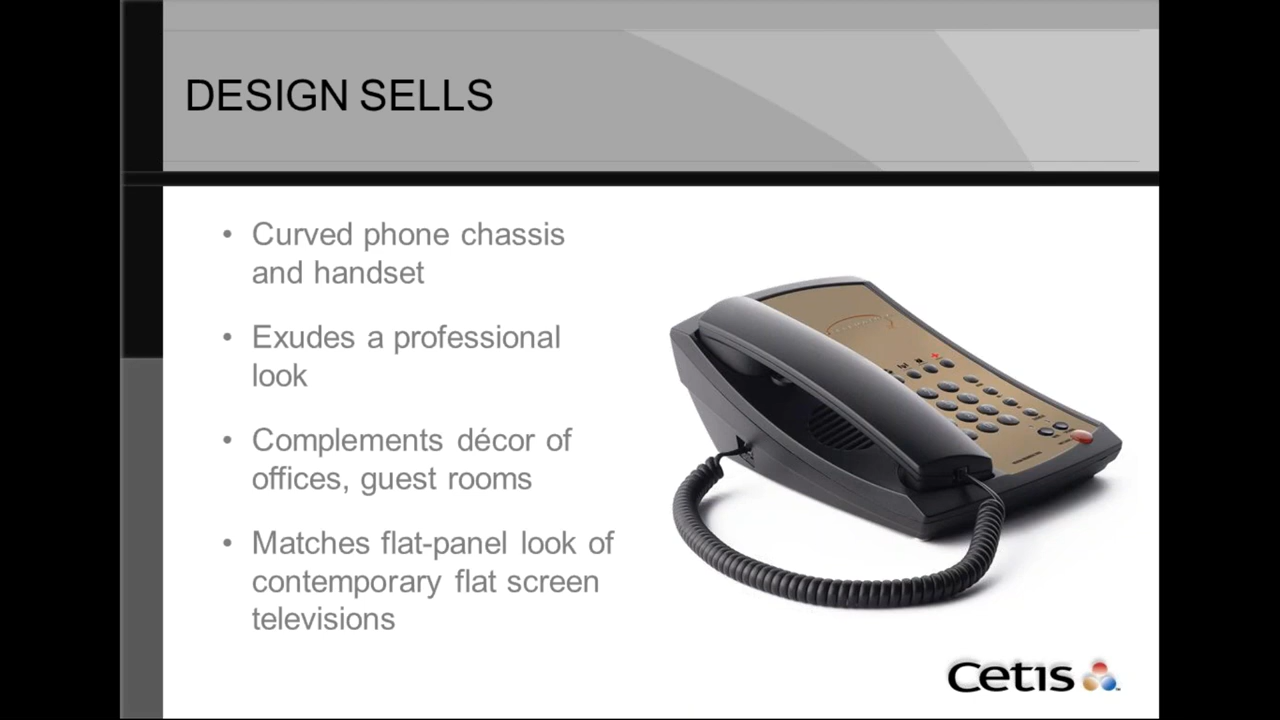 DESIGN SELLS
• Curved phone chassis
and handset
• Exudes a professional
look
• Complements décor of
offices, guest rooms
• Matches flat-panel look of
contemporary flat screen
televisions
Cetis